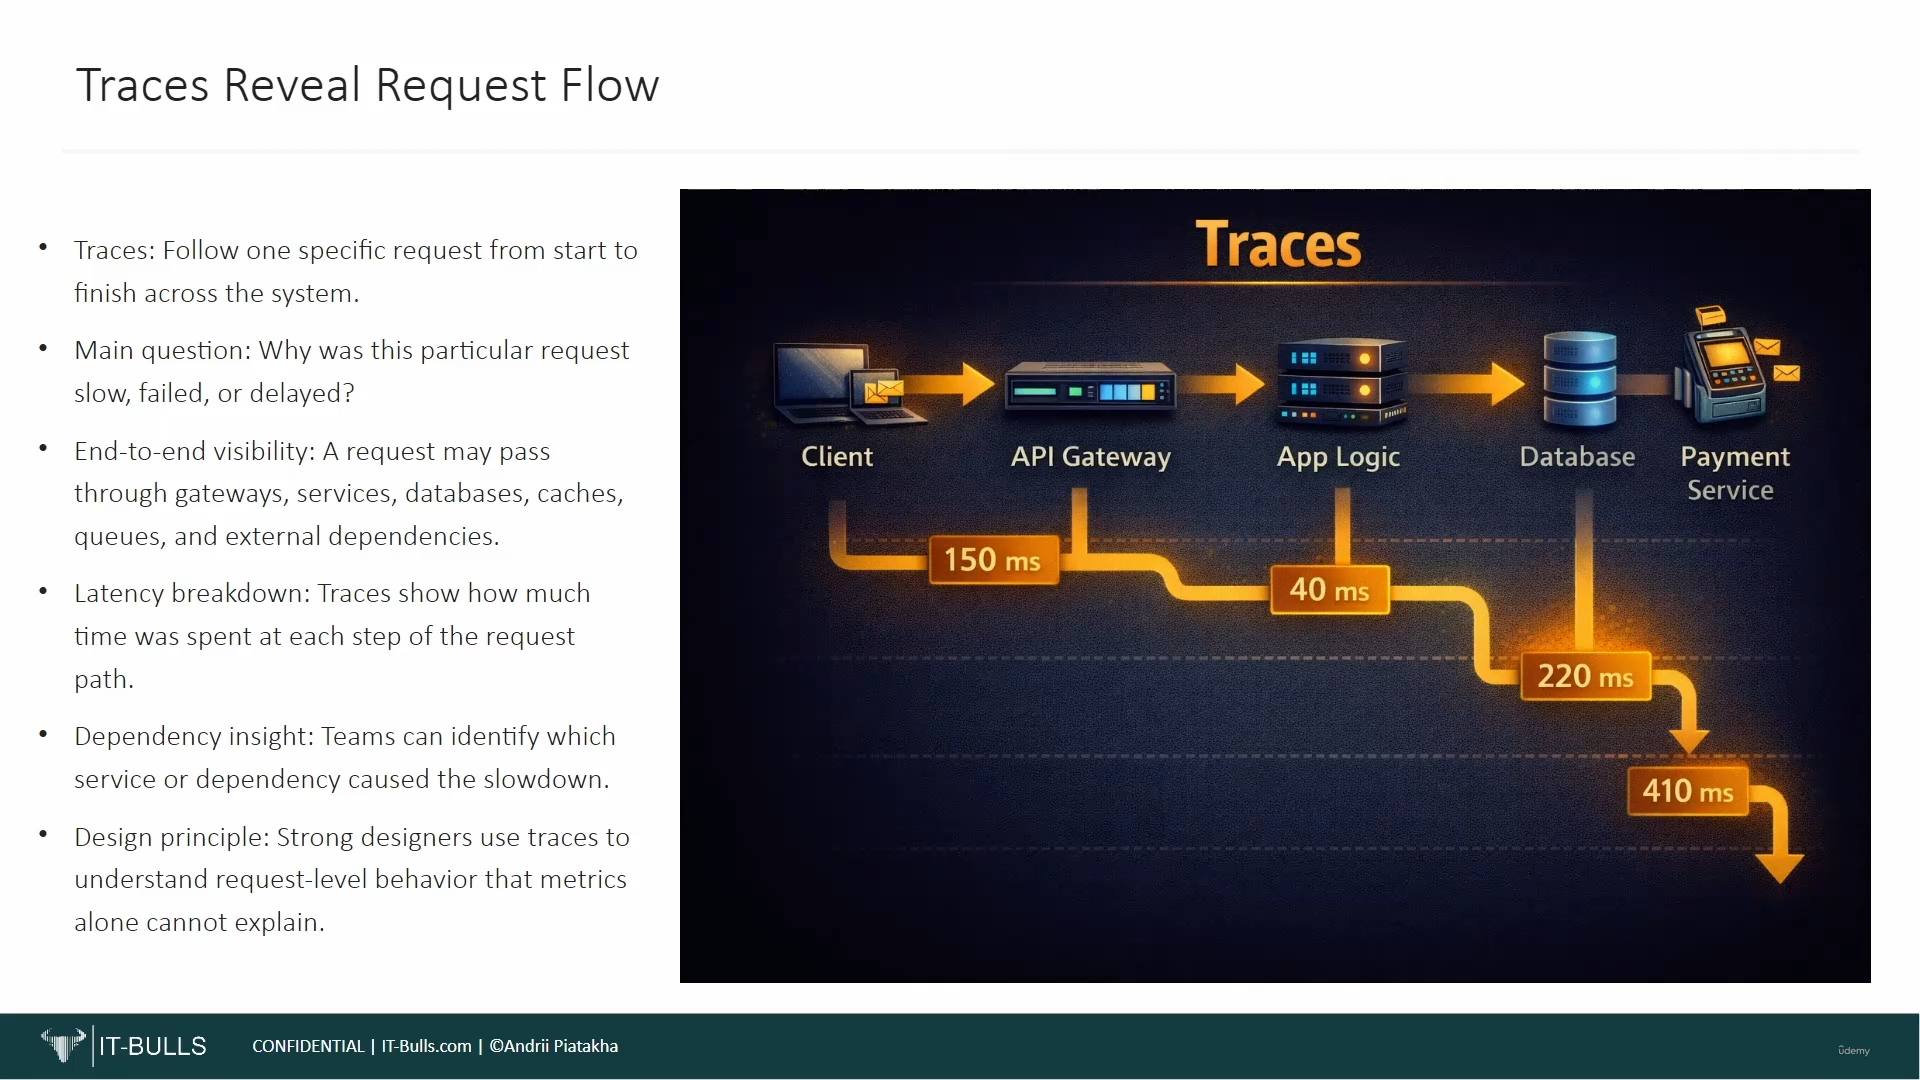 Traces Reveal Request Flow
• Traces: Follow one specific request from start to
finish across the system.
• Main question: Why was this particular request
slow, failed, or delayed?
• End-to-end visibility: A request may pass
through gateways, services, databases, caches,
queues, and external dependencies.
• Latency breakdown: Traces show how much
time was spent at each step of the request
path.
• Dependency insight: Teams can identify which
service or dependency caused the slowdown.
• Design principle: Strong designers use traces to
understand request-level behavior that metrics
alone cannot explain.
Traces
Client
API Gateway
App Logic
Database
Payment
Service
150 ms
40 ms
220 ms
410 ms
IT-BULLS
CONFIDENTIAL | IT-Bulls.com | ©Andrii Piatakha
udemy